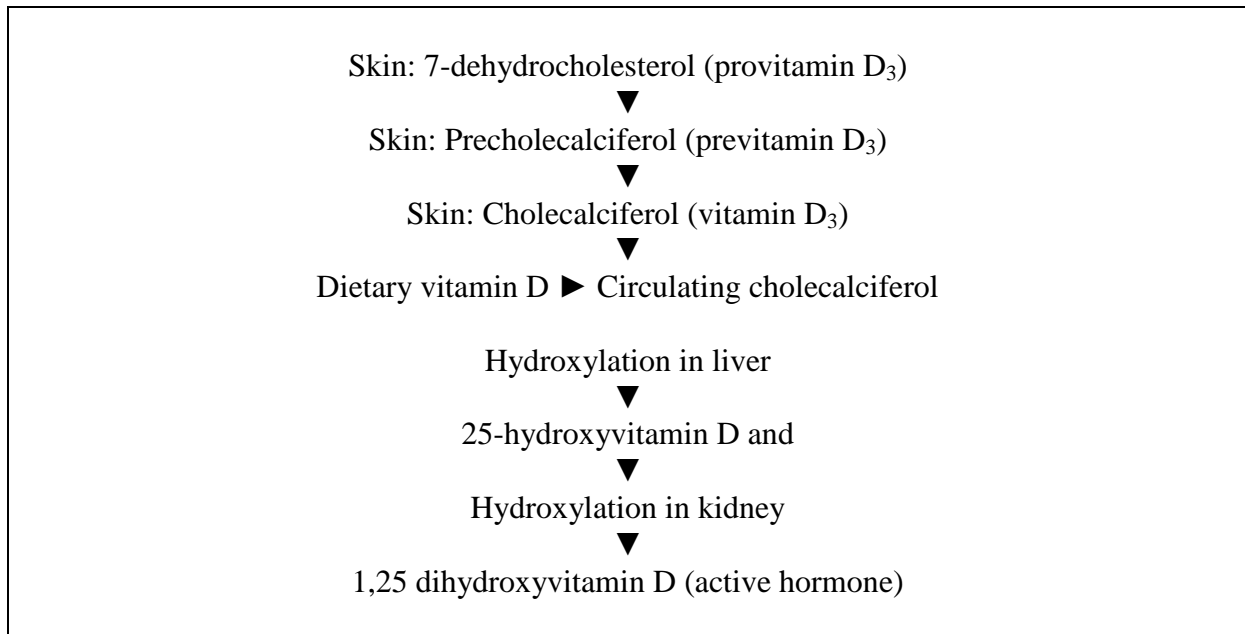 Skin: 7-dehydrocholesterol (provitamin D₃)
▼
Skin: Precholecalciferol (previtamin D₃)
▼
Skin: Cholecalciferol (vitamin D₃)
▼
Dietary vitamin D ► Circulating cholecalciferol
Hydroxylation in liver
▼
25-hydroxyvitamin D and
▼
Hydroxylation in kidney
▼
1,25 dihydroxyvitamin D (active hormone)